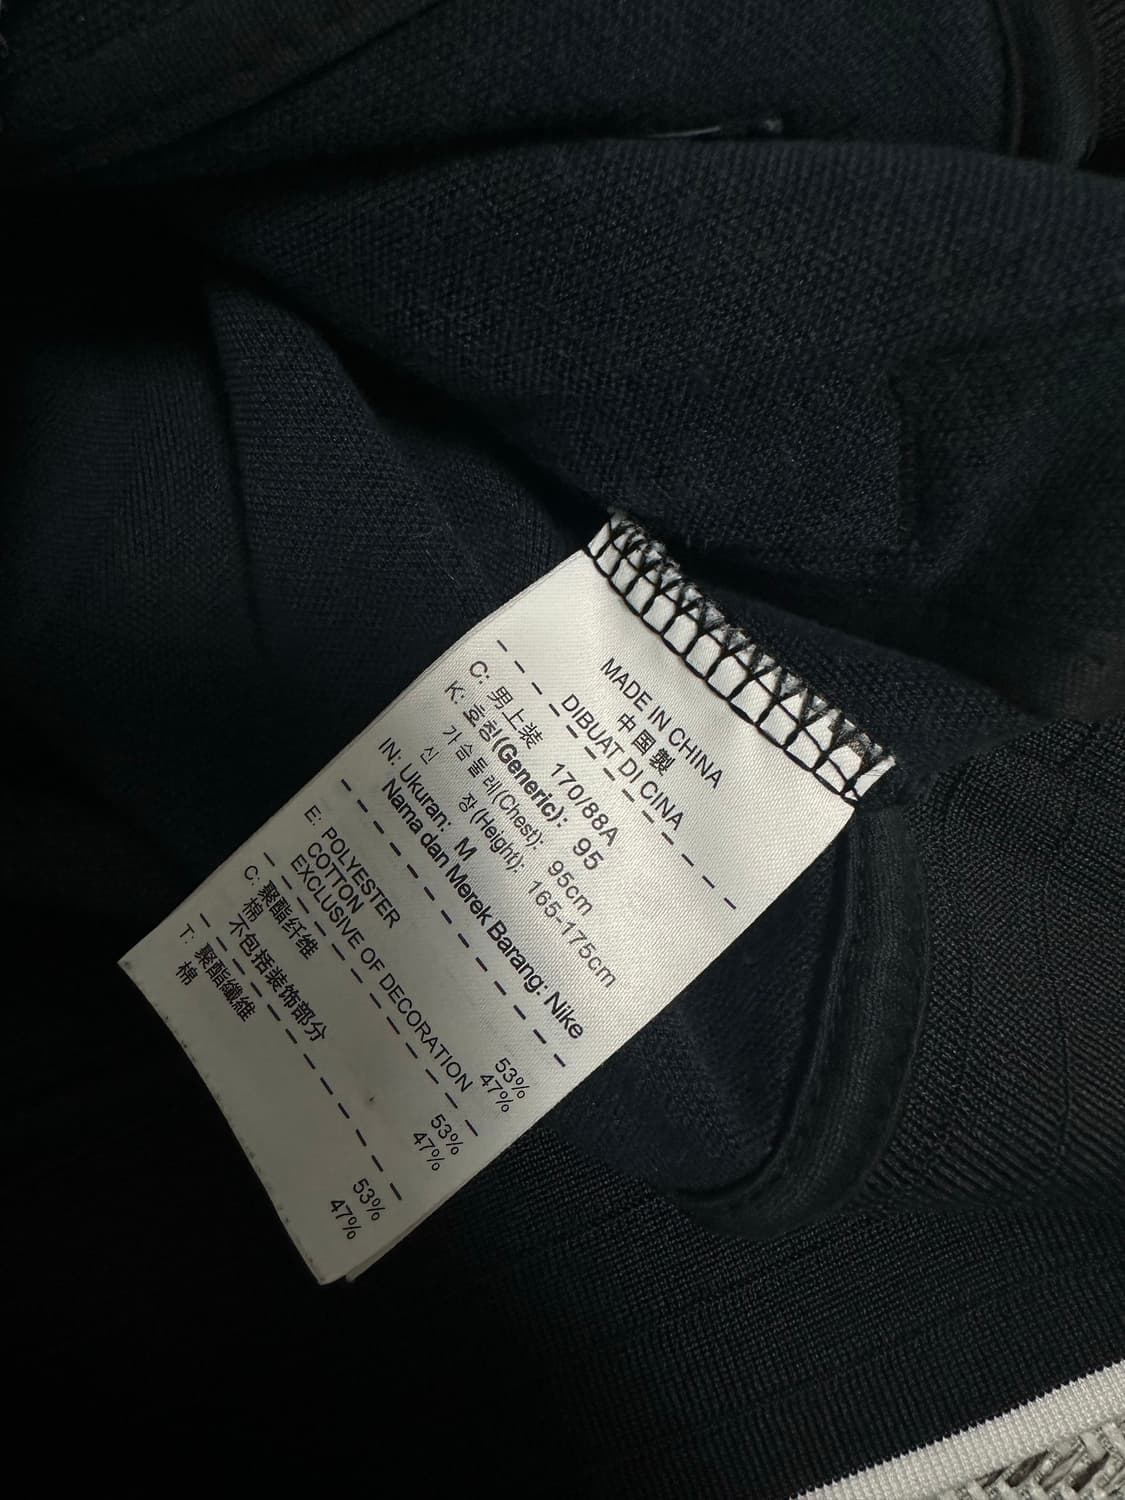 MADE IN CHINA
中国製
DIBUAT DI CINA
C: 男上装 170/88A
K: 호칭(Generic): 95
가슴둘레(Chest): 95cm
신 장(Height): 165-175cm
IN: Ukuran: M
Nama dan Merek Barang: Nike
E: POLYESTER 53%
COTTON 47%
EXCLUSIVE OF DECORATION
C: 聚酯纤维 53%
棉 47%
不包括装饰部分
T: 聚酯纖維 53%
棉 47%